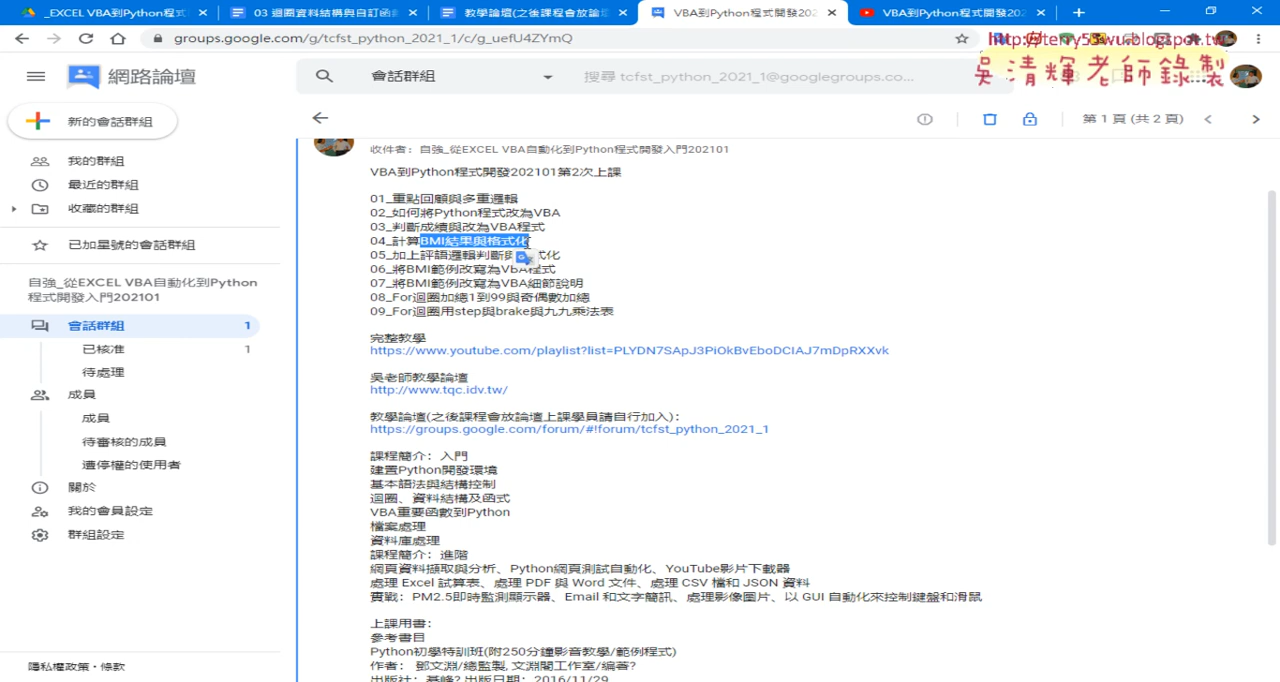 _EXCEL VBA到Python程式
03 迴圈資料結構與自訂函
教學論壇(之後課程會放論
VBA到Python程式開發202
VBA到Python程式開發202
groups.google.com/g/tcfst_python_2021_1/c/g_uefU4ZYmQ
http://terry55wu.blogspot.tw
吳清輝老師錄製
網路論壇
會話群組
搜尋 tcfst_python_2021_1@googlegroups.co...
新的會話群組
第 1 頁 (共 2 頁)
我的群組
最近的群組
收藏的群組
已加星號的會話群組
自強_從EXCEL VBA自動化到Python
程式開發入門202101
會話群組 1
已核准 1
待處理
成員
成員
待審核的成員
遭停權的使用者
關於
我的會員設定
群組設定
隱私權政策・條款
收件者: 自強_從EXCEL VBA自動化到Python程式開發入門202101
VBA到Python程式開發202101第2次上課
01_重點回顧與多重邏輯
02_如何將Python程式改為VBA
03_判斷成績與改為VBA程式
04_計算BMI結果與格式化
05_加上評語邏輯判斷與 式化
06_將BMI範例改寫為VBA程式
07_將BMI範例改寫為VBA細節說明
08_For迴圈加總1到99與奇偶數加總
09_For迴圈用step與brake與九九乘法表
完整教學
https://www.youtube.com/playlist?list=PLYDN7SApJ3PiOkBvEboDCIAJ7mDpRXXvk
吳老師教學論壇
http://www.tqc.idv.tw/
教學論壇(之後課程會放論壇上課學員請自行加入):
https://groups.google.com/forum/#!forum/tcfst_python_2021_1
課程簡介: 入門
建置Python開發環境
基本語法與結構控制
迴圈、資料結構及函式
VBA重要函數到Python
檔案處理
資料庫處理
課程簡介: 進階
網頁資料擷取與分析、Python網頁測試自動化、YouTube影片下載器
處理 Excel 試算表、處理 PDF 與 Word 文件、處理 CSV 檔和 JSON 資料
實戰: PM2.5即時監測顯示器、Email 和文字簡訊、處理影像圖片、以 GUI 自動化來控制鍵盤和滑鼠
上課用書:
參考書目
Python初學特訓班(附250分鐘影音教學/範例程式)
作者: 鄧文淵/總監製, 文淵閣工作室/編著?
出版社: 碁峰? 出版日期: 2016/11/29